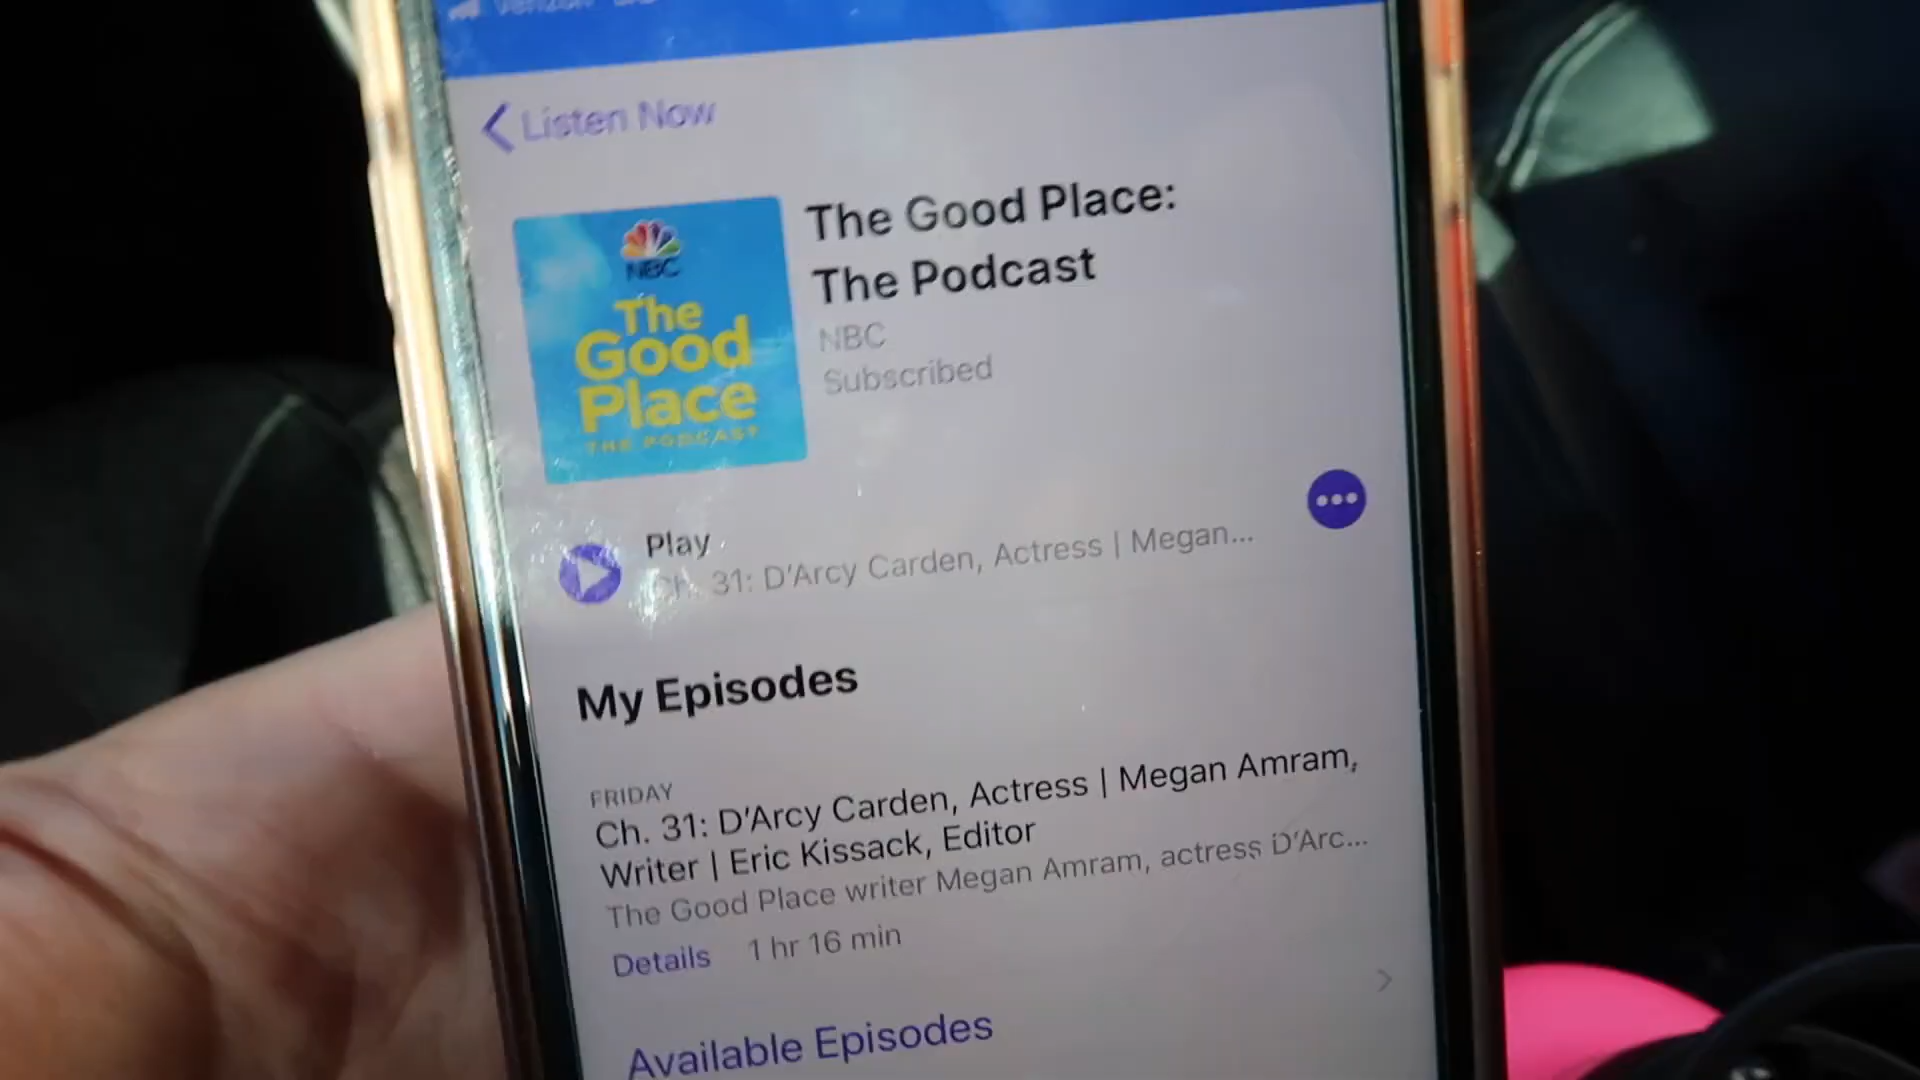 Listen Now
NBC
The
Good
Place
THE PODCAST
The Good Place:
The Podcast
NBC
Subscribed
Play
Ch. 31: D'Arcy Carden, Actress | Megan...
My Episodes
FRIDAY
Ch. 31: D'Arcy Carden, Actress | Megan Amram,
Writer | Eric Kissack, Editor
The Good Place writer Megan Amram, actress D'Arc...
Details 1 hr 16 min
Available Episodes